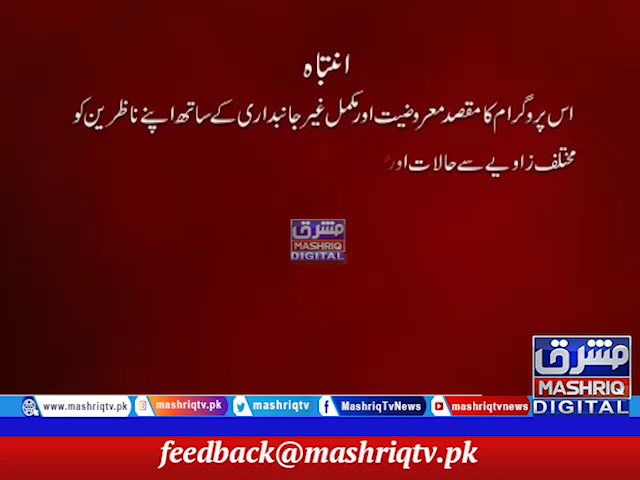 انتباہ
اس پروگرام کا مقصد معروضیت اور مکمل غیر جانبداری کے ساتھ اپنے ناظرین کو
مختلف زاویے سے حالات اور
مشرق
MASHRIQ
DIGITAL
مشرق
MASHRIQ
DIGITAL
www.mashriqtv.pk mashriqtv.pk mashriqtv MashriqTvNews mashriqtvnews
feedback@mashriqtv.pk